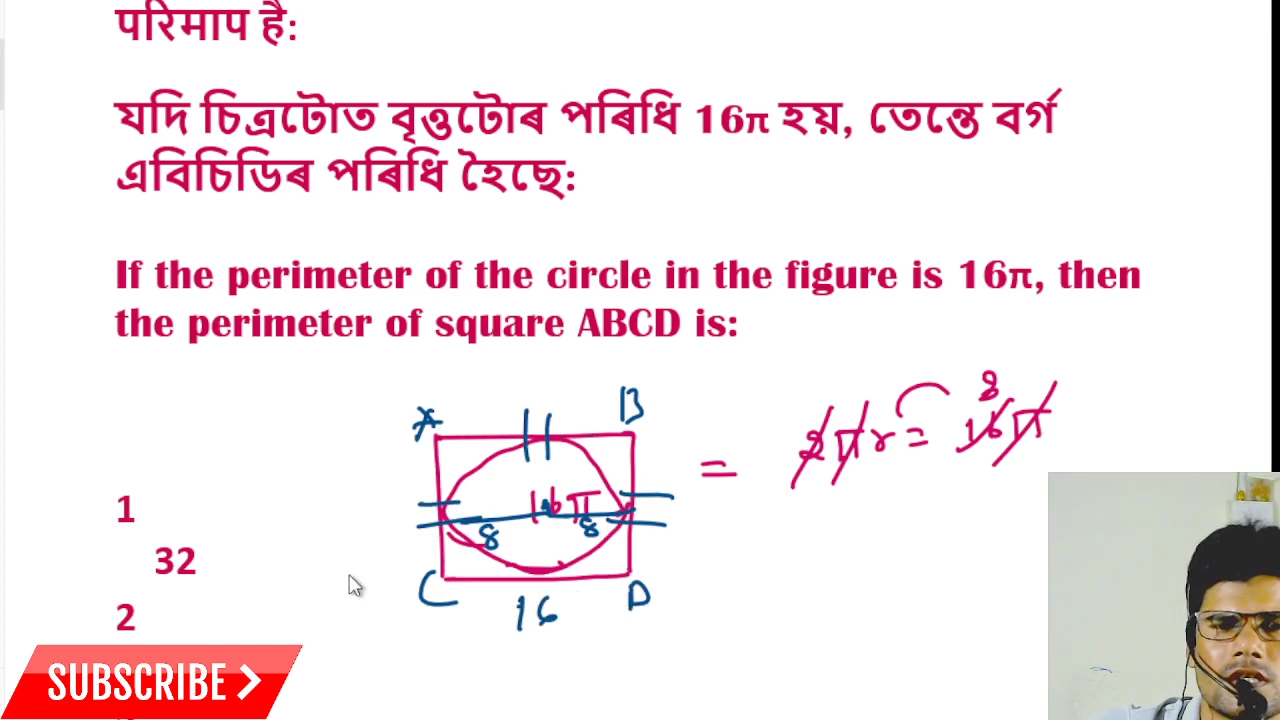 परिमाप है:
যদি চিত্ৰটোত বৃত্তটোৰ পৰিধি 16π হয়, তেন্তে বৰ্গ
এবিচিডিৰ পৰিধি হৈছে:
If the perimeter of the circle in the figure is 16π, then
the perimeter of square ABCD is:
A B
= 2πr = 16π
8
16π
8 8
1
32
C 16 D
2
SUBSCRIBE